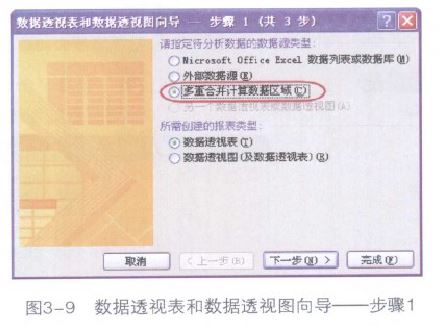 数据透视表和数据透视图向导 — 步骤 1 (共 3 步)
请指定待分析数据的数据源类型:
Microsoft Office Excel 数据列表或数据库(M)
外部数据源(E)
多重合并计算数据区域(C)
另一个数据透视表或数据透视图(A)
所需创建的报表类型:
数据透视表(T)
数据透视图(及数据透视表)(R)
取消
< 上一步(B)
下一步(N) >
完成(F)
图3-9 数据透视表和数据透视图向导——步骤1